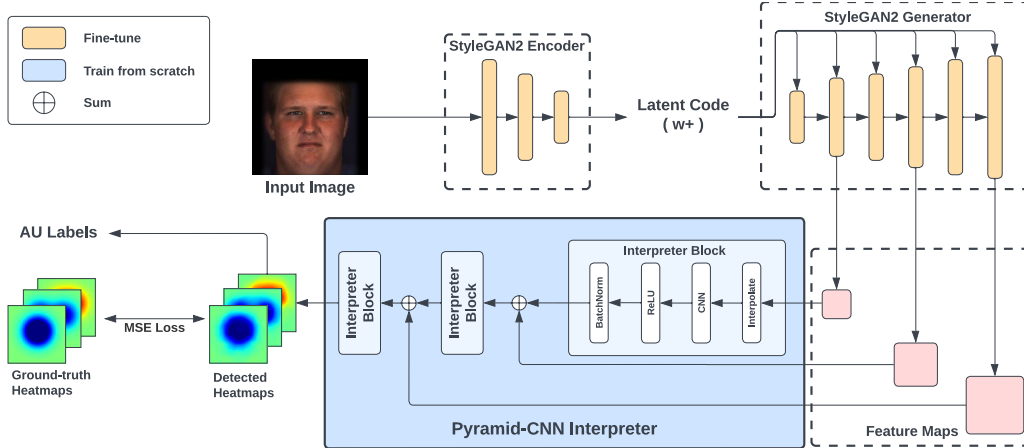 Fine-tune
Train from scratch
Sum
StyleGAN2 Encoder
StyleGAN2 Generator
Latent Code
( w+ )
Input Image
AU Labels
MSE Loss
Ground-truth
Heatmaps
Detected
Heatmaps
Interpreter
Block
Interpreter
Block
Interpreter Block
BatchNorm
ReLU
CNN
Interpolate
Pyramid-CNN Interpreter
Feature Maps